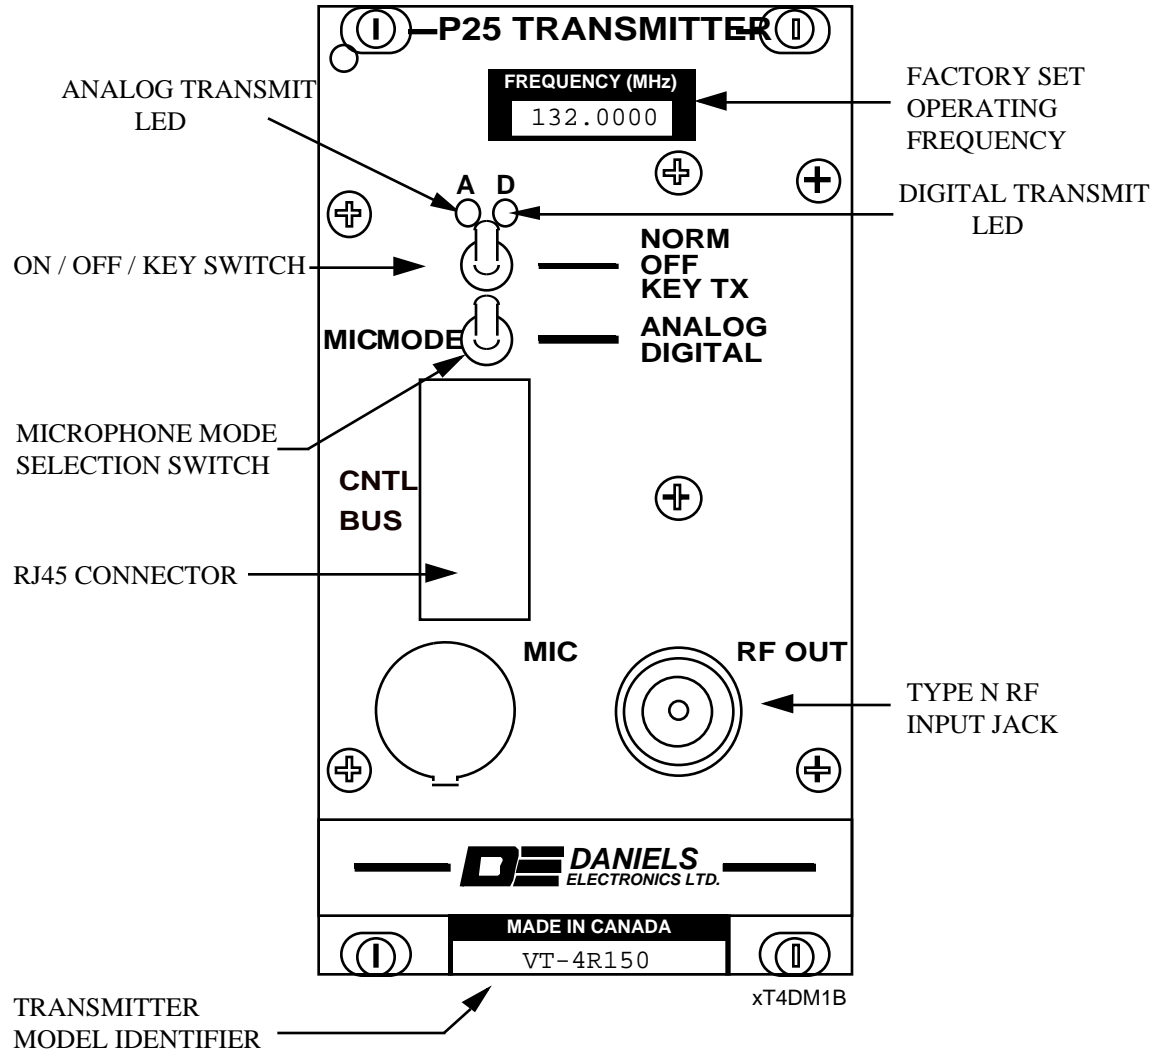 P25 TRANSMITTER
FREQUENCY (MHz)
132.0000
ANALOG TRANSMIT
LED
FACTORY SET
OPERATING
FREQUENCY
A D
DIGITAL TRANSMIT
LED
ON / OFF / KEY SWITCH
NORM
OFF
KEY TX
MICMODE
ANALOG
DIGITAL
MICROPHONE MODE
SELECTION SWITCH
CNTL
BUS
RJ45 CONNECTOR
MIC
RF OUT
TYPE N RF
INPUT JACK
DE DANIELS
ELECTRONICS LTD.
MADE IN CANADA
VT-4R150
xT4DM1B
TRANSMITTER
MODEL IDENTIFIER